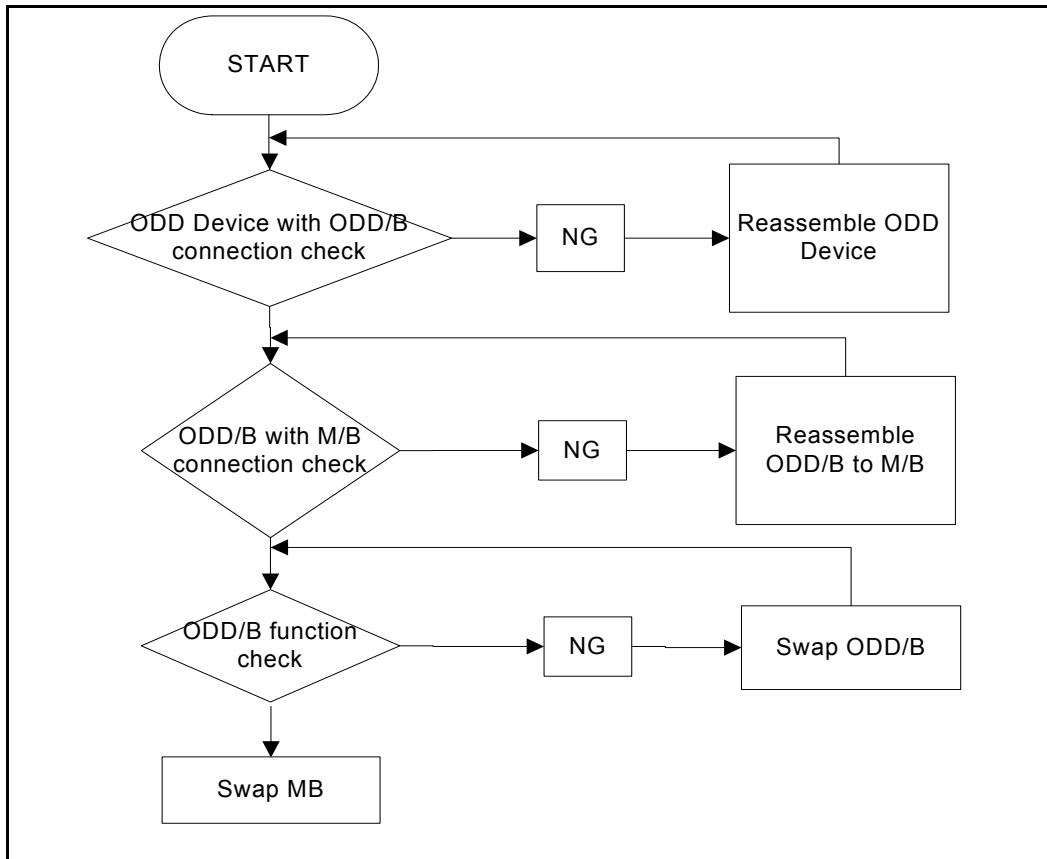 START
ODD Device with ODD/B
connection check
NG
Reassemble ODD
Device
ODD/B with M/B
connection check
NG
Reassemble
ODD/B to M/B
ODD/B function
check
NG
Swap ODD/B
Swap MB